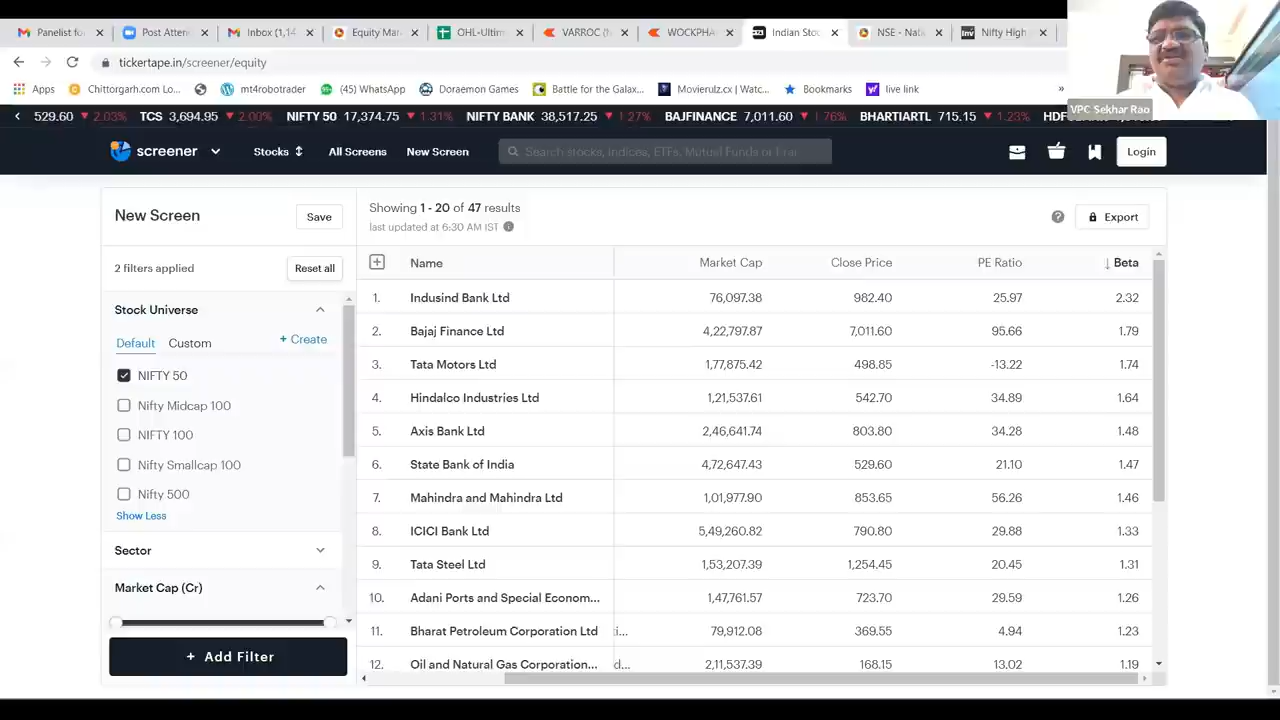 Panelist fo
Post Attend
Inbox (1,14
Equity Mar
OHL-Ultim
VARROC (N
WOCKPHA
Indian Stoc
NSE - Natio
Nifty High
tickertape.in/screener/equity
Apps
Chittorgarh.com Lo...
mt4robotrader
(45) WhatsApp
Doraemon Games
Battle for the Galax...
Movierulz.cx | Watc...
Bookmarks
live link
»
VPC Sekhar Rao
529.60 2.03% TCS 3,694.95 2.00% NIFTY 50 17,374.75 1.31% NIFTY BANK 38,517.25 1.27% BAJFINANCE 7,011.60 1.76% BHARTIARTL 715.15 1.23%
screener
Stocks
All Screens
New Screen
Search stocks, indices, ETFs, Mutual Funds or
Login
New Screen
Save
Showing 1 - 20 of 47 results
last updated at 6:30 AM IST
Export
2 filters applied
Reset all
Stock Universe
Default
Custom
+ Create
NIFTY 50
Nifty Midcap 100
NIFTY 100
Nifty Smallcap 100
Nifty 500
Show Less
Sector
Market Cap (Cr)
+ Add Filter
Name Market Cap Close Price PE Ratio ↓ Beta
1. Indusind Bank Ltd 76,097.38 982.40 25.97 2.32
2. Bajaj Finance Ltd 4,22,797.87 7,011.60 95.66 1.79
3. Tata Motors Ltd 1,77,875.42 498.85 -13.22 1.74
4. Hindalco Industries Ltd 1,21,537.61 542.70 34.89 1.64
5. Axis Bank Ltd 2,46,641.74 803.80 34.28 1.48
6. State Bank of India 4,72,647.43 529.60 21.10 1.47
7. Mahindra and Mahindra Ltd 1,01,977.90 853.65 56.26 1.46
8. ICICI Bank Ltd 5,49,260.82 790.80 29.88 1.33
9. Tata Steel Ltd 1,53,207.39 1,254.45 20.45 1.31
10. Adani Ports and Special Econom... 1,47,761.57 723.70 29.59 1.26
11. Bharat Petroleum Corporation Ltd ti... 79,912.08 369.55 4.94 1.23
12. Oil and Natural Gas Corporation... d... 2,11,537.39 168.15 13.02 1.19